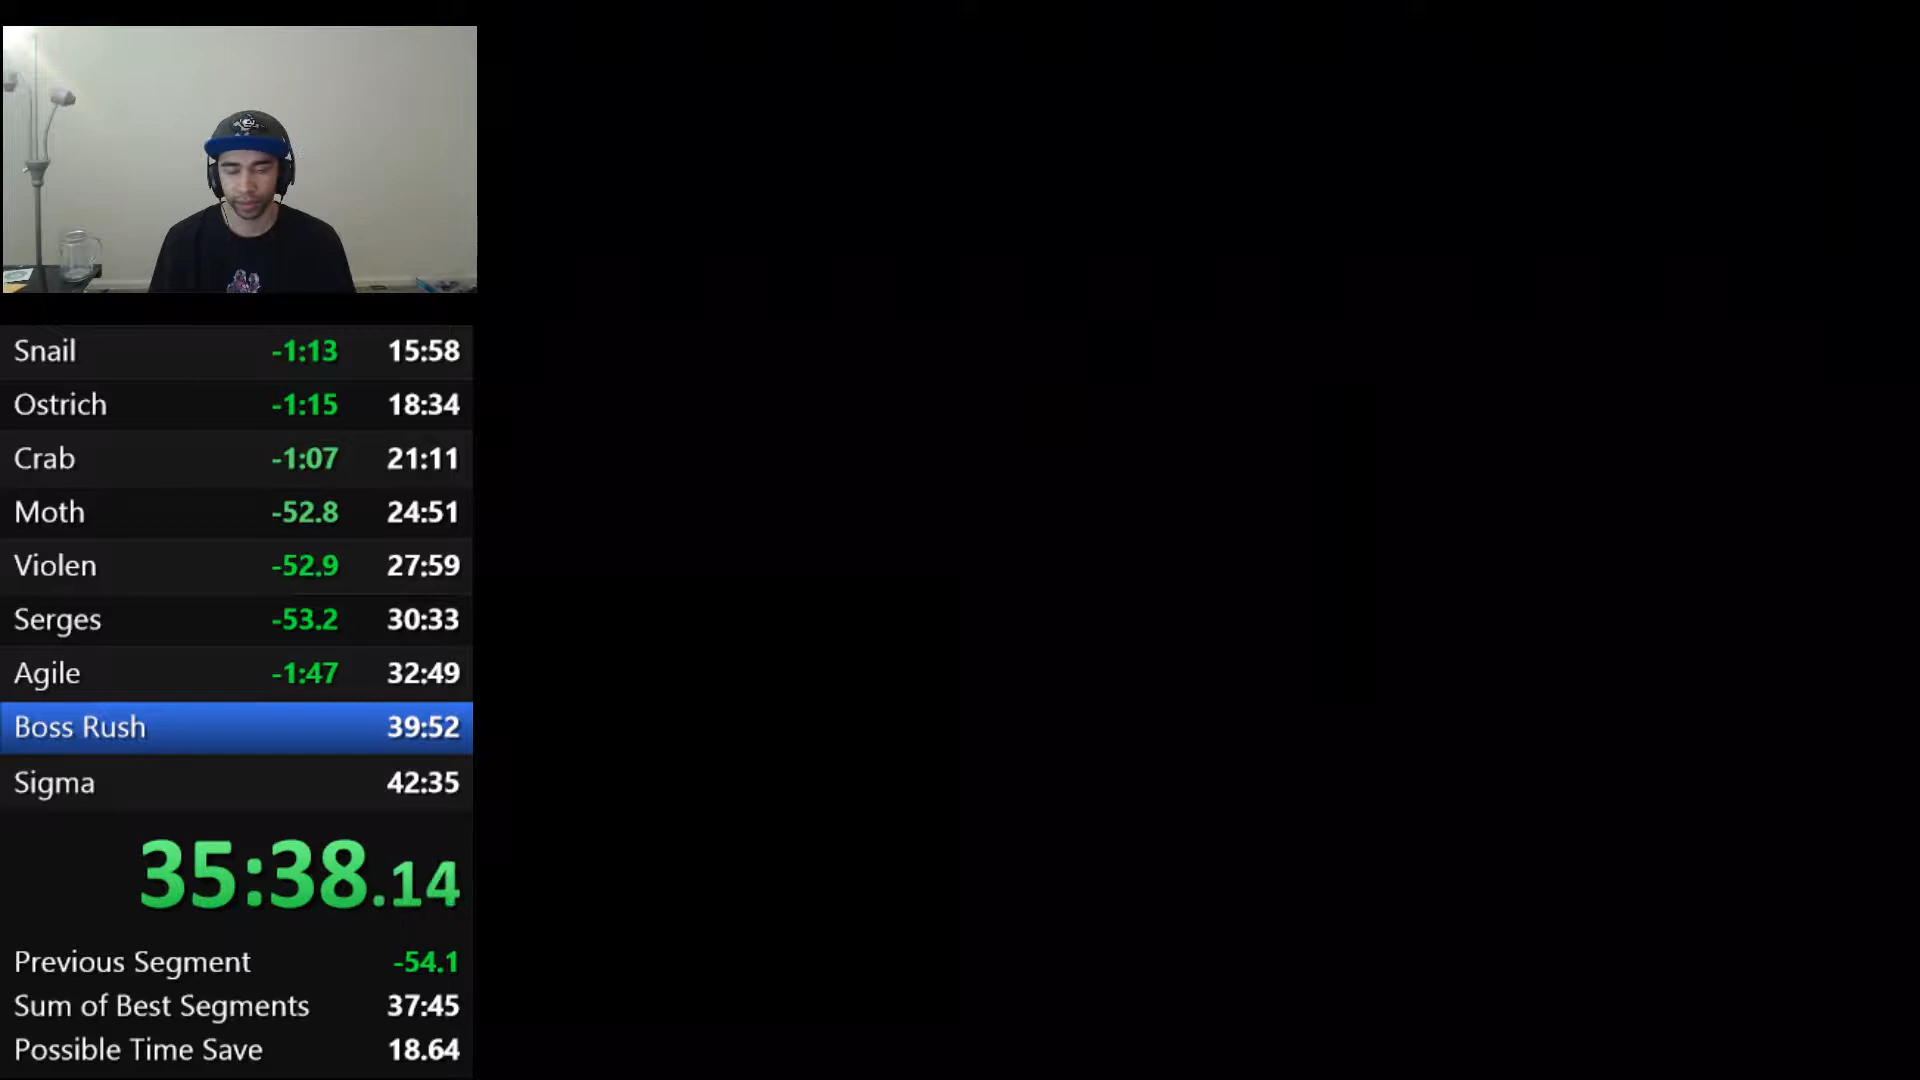 Snail -1:13 15:58
Ostrich -1:15 18:34
Crab -1:07 21:11
Moth -52.8 24:51
Violen -52.9 27:59
Serges -53.2 30:33
Agile -1:47 32:49
Boss Rush 39:52
Sigma 42:35
35:38.14
Previous Segment -54.1
Sum of Best Segments 37:45
Possible Time Save 18.64